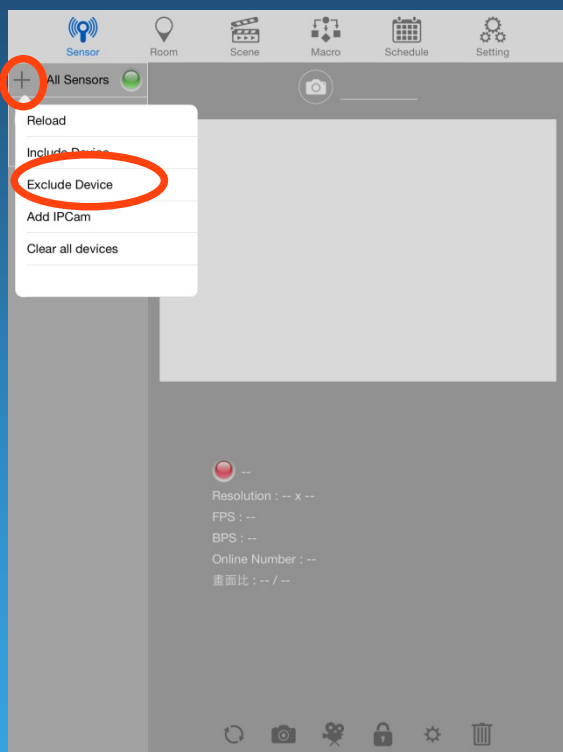 Sensor Room Scene Macro Schedule Setting
All Sensors
Reload
Include Device
Exclude Device
Add IPCam
Clear all devices
--
Resolution : -- x --
FPS : --
BPS : --
Online Number : --
畫面比 : -- / --